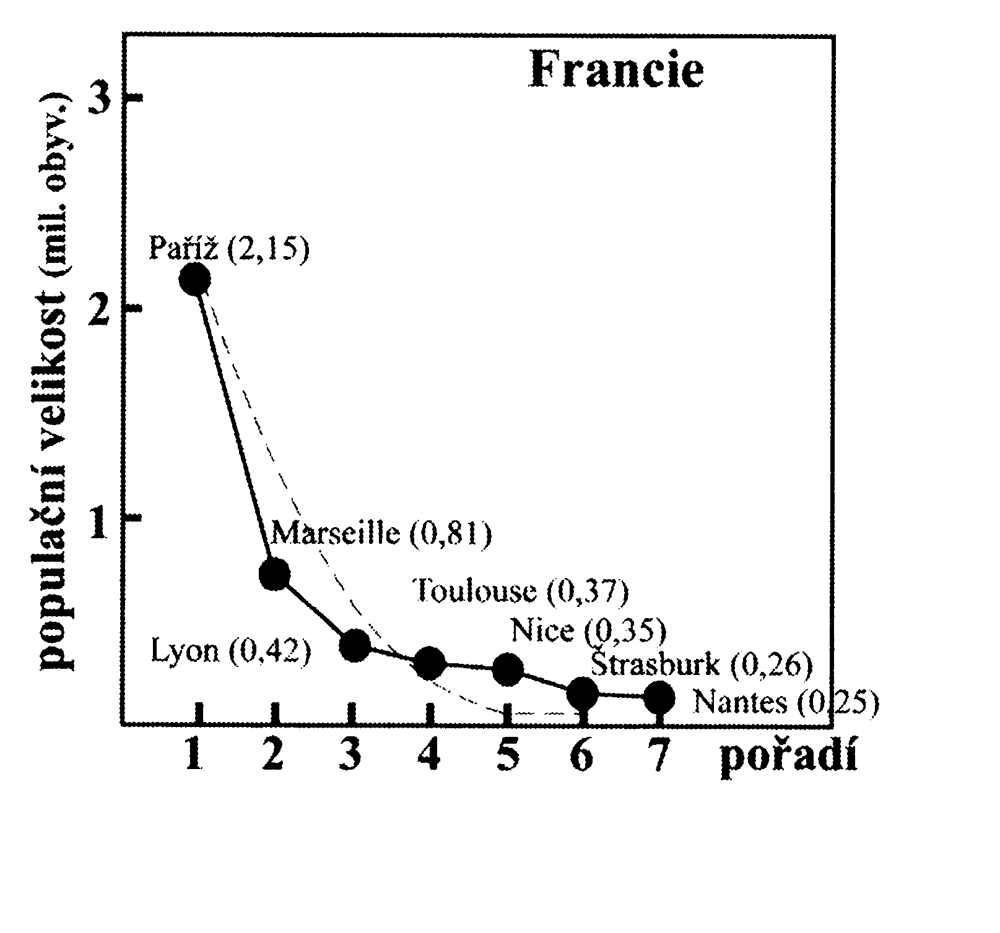 Francie
populační velikost (mil. obyv.)
3
2
1
Paříž (2,15)
Marseille (0,81)
Toulouse (0,37)
Nice (0,35)
Lyon (0,42)
Štrasburk (0,26)
Nantes (0,25)
1 2 3 4 5 6 7 pořadí